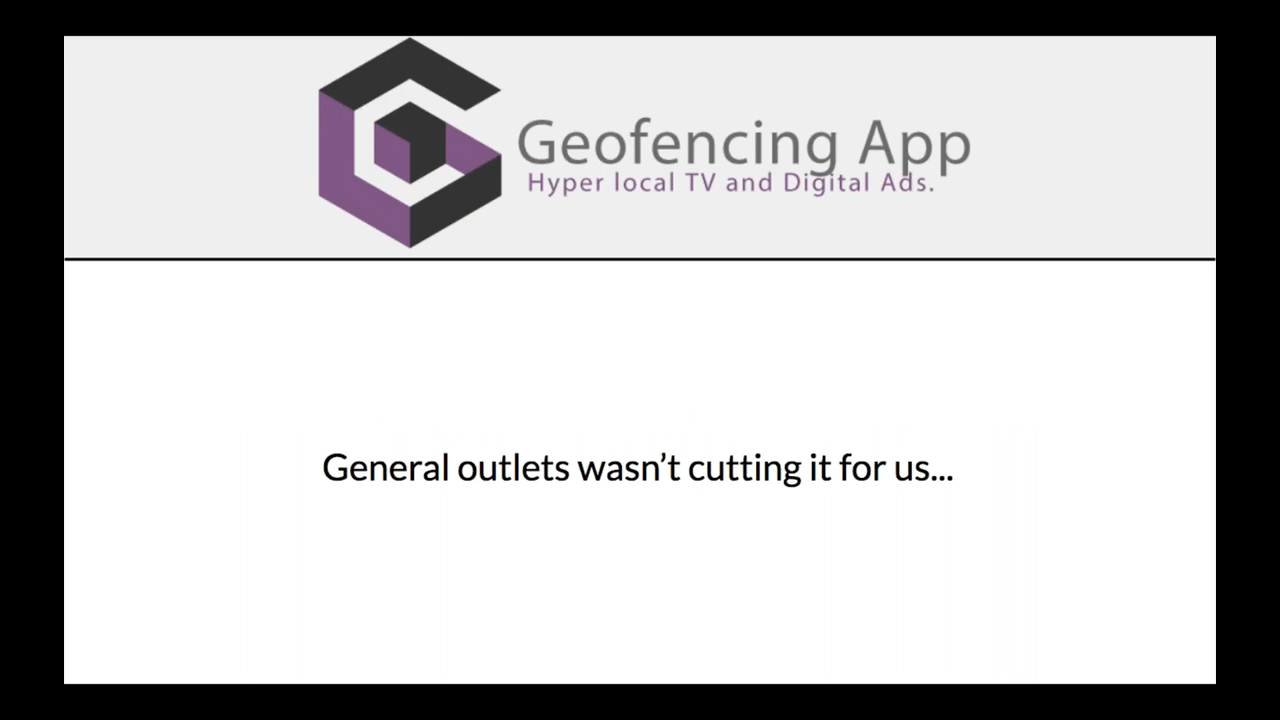 Geofencing App
Hyper local TV and Digital Ads.
General outlets wasn’t cutting it for us...